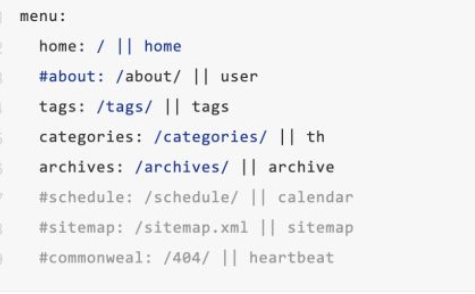 menu:
home: / || home
#about: /about/ || user
tags: /tags/ || tags
categories: /categories/ || th
archives: /archives/ || archive
#schedule: /schedule/ || calendar
#sitemap: /sitemap.xml || sitemap
#commonweal: /404/ || heartbeat